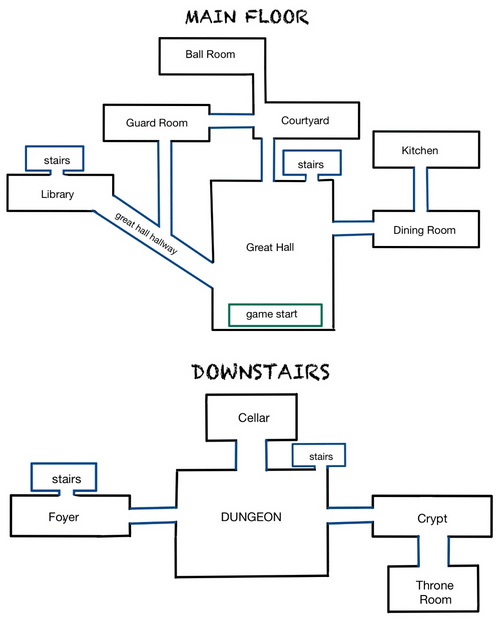 MAIN FLOOR
Ball Room
Guard Room
Courtyard
Kitchen
stairs
stairs
Library
great hall hallway
Dining Room
Great Hall
game start
DOWNSTAIRS
Cellar
stairs
stairs
Foyer
DUNGEON
Crypt
Throne
Room